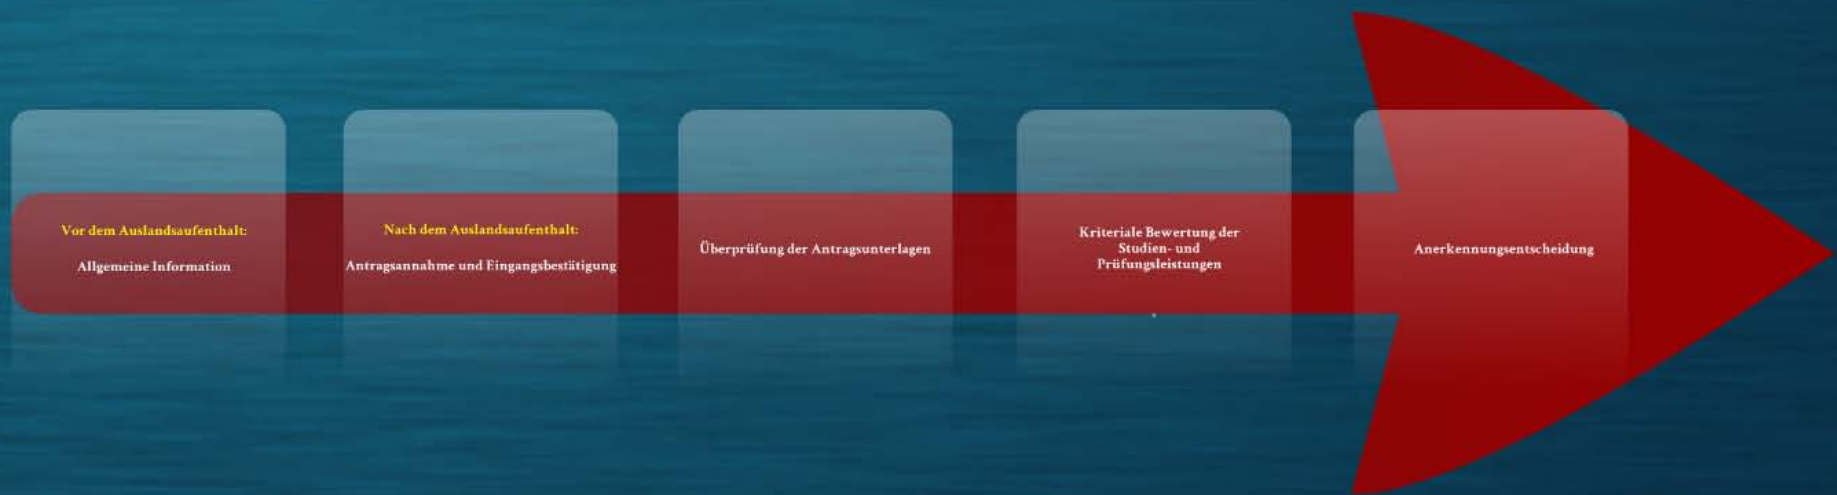 Vor dem Auslandsaufenthalt:
Allgemeine Information
Nach dem Auslandsaufenthalt:
Antragsannahme und Eingangsbestätigung
Überprüfung der Antragsunterlagen
Kriteriale Bewertung der
Studien- und
Prüfungsleistungen
Anerkennungsentscheidung